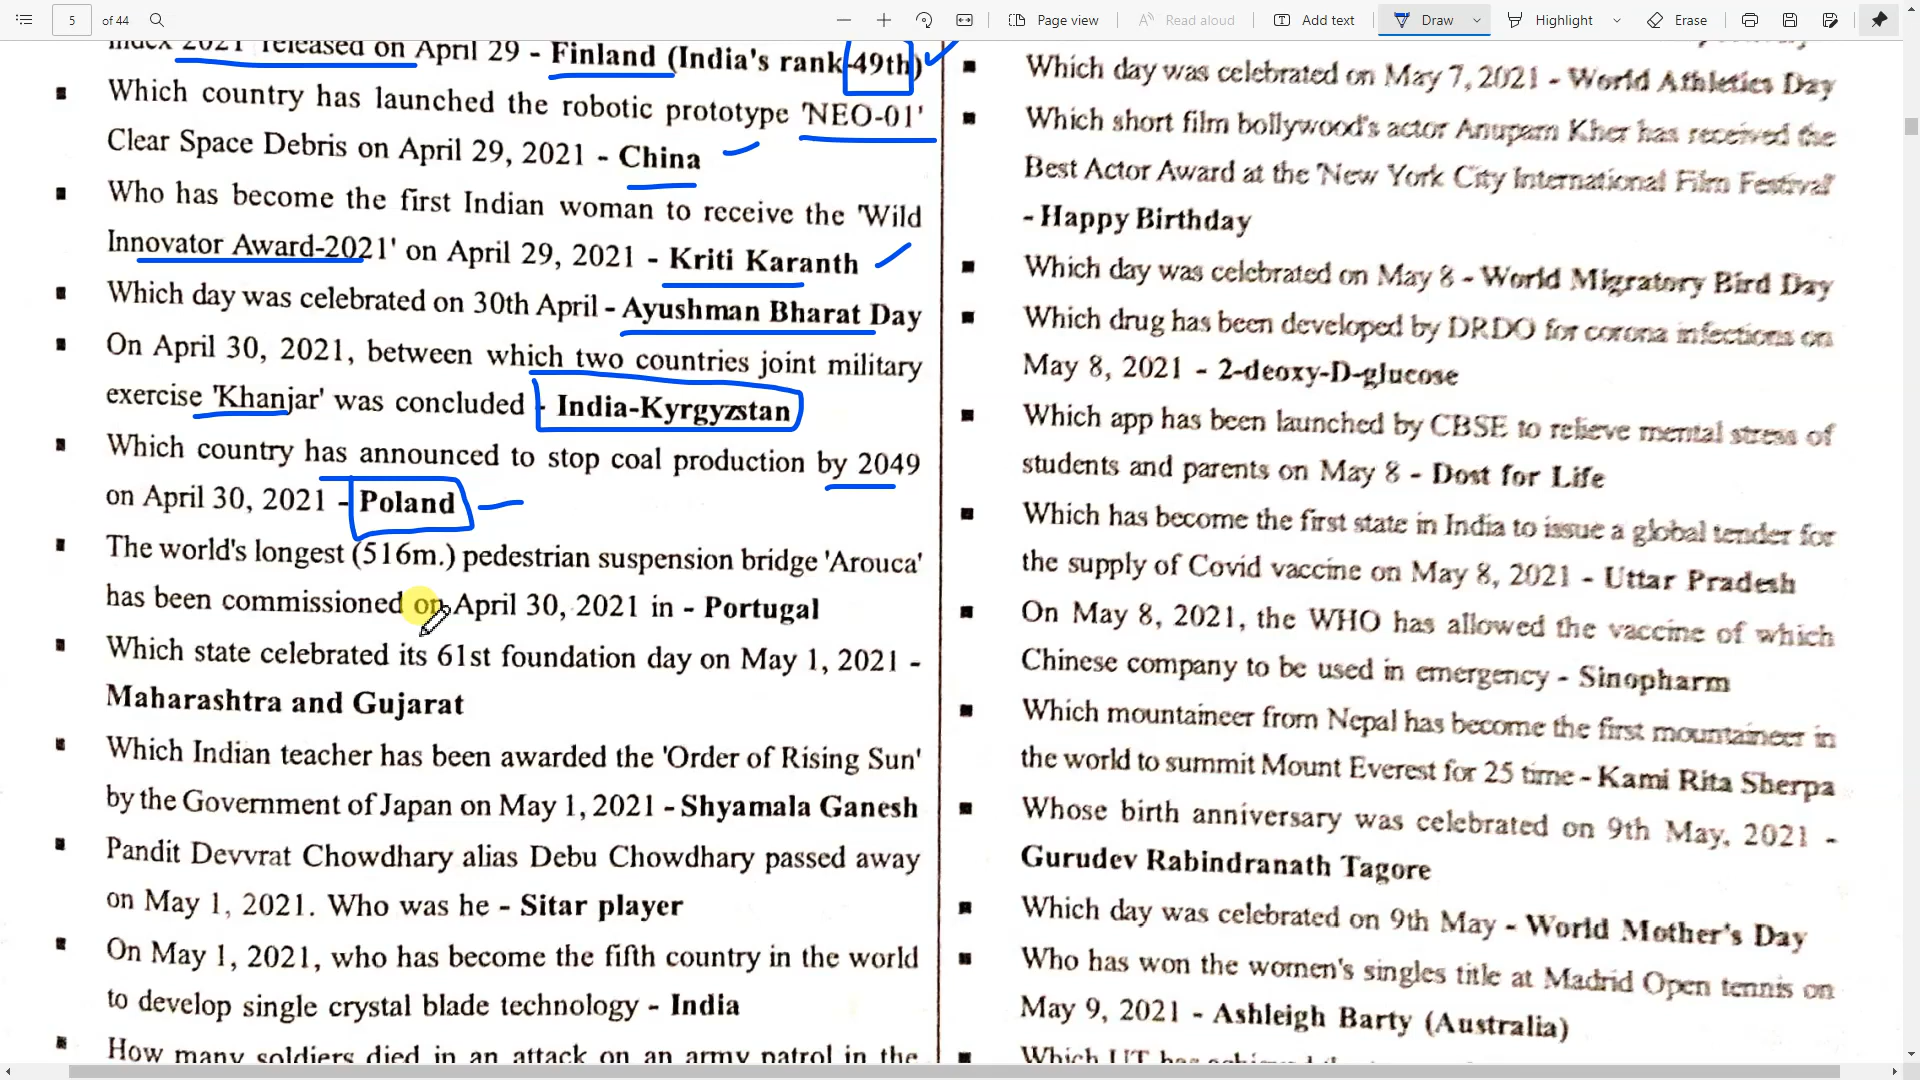 5 of 44
Page view
Read aloud
Add text
Draw
Highlight
Erase
Index 2021 released on April 29 - Finland (India's rank-49th)
Which country has launched the robotic prototype 'NEO-01'
Clear Space Debris on April 29, 2021 - China
Who has become the first Indian woman to receive the 'Wild
Innovator Award-2021' on April 29, 2021 - Kriti Karanth
Which day was celebrated on 30th April - Ayushman Bharat Day
On April 30, 2021, between which two countries joint military
exercise 'Khanjar' was concluded - India-Kyrgyzstan
Which country has announced to stop coal production by 2049
on April 30, 2021 - Poland
The world's longest (516m.) pedestrian suspension bridge 'Arouca'
has been commissioned on April 30, 2021 in - Portugal
Which state celebrated its 61st foundation day on May 1, 2021 -
Maharashtra and Gujarat
Which Indian teacher has been awarded the 'Order of Rising Sun'
by the Government of Japan on May 1, 2021 - Shyamala Ganesh
Pandit Devvrat Chowdhary alias Debu Chowdhary passed away
on May 1, 2021. Who was he - Sitar player
On May 1, 2021, who has become the fifth country in the world
to develop single crystal blade technology - India
How many soldiers died in an attack on an army patrol in the
Which day was celebrated on May 7, 2021 - World Athletics Day
Which short film bollywood's actor Anupam Kher has received the
Best Actor Award at the 'New York City International Film Festival'
- Happy Birthday
Which day was celebrated on May 8 - World Migratory Bird Day
Which drug has been developed by DRDO for corona infections on
May 8, 2021 - 2-deoxy-D-glucose
Which app has been launched by CBSE to relieve mental stress of
students and parents on May 8 - Dost for Life
Which has become the first state in India to issue a global tender for
the supply of Covid vaccine on May 8, 2021 - Uttar Pradesh
On May 8, 2021, the WHO has allowed the vaccine of which
Chinese company to be used in emergency - Sinopharm
Which mountaineer from Nepal has become the first mountaineer in
the world to summit Mount Everest for 25 time - Kami Rita Sherpa
Whose birth anniversary was celebrated on 9th May, 2021 -
Gurudev Rabindranath Tagore
Which day was celebrated on 9th May - World Mother's Day
Who has won the women's singles title at Madrid Open tennis on
May 9, 2021 - Ashleigh Barty (Australia)
Which UT has